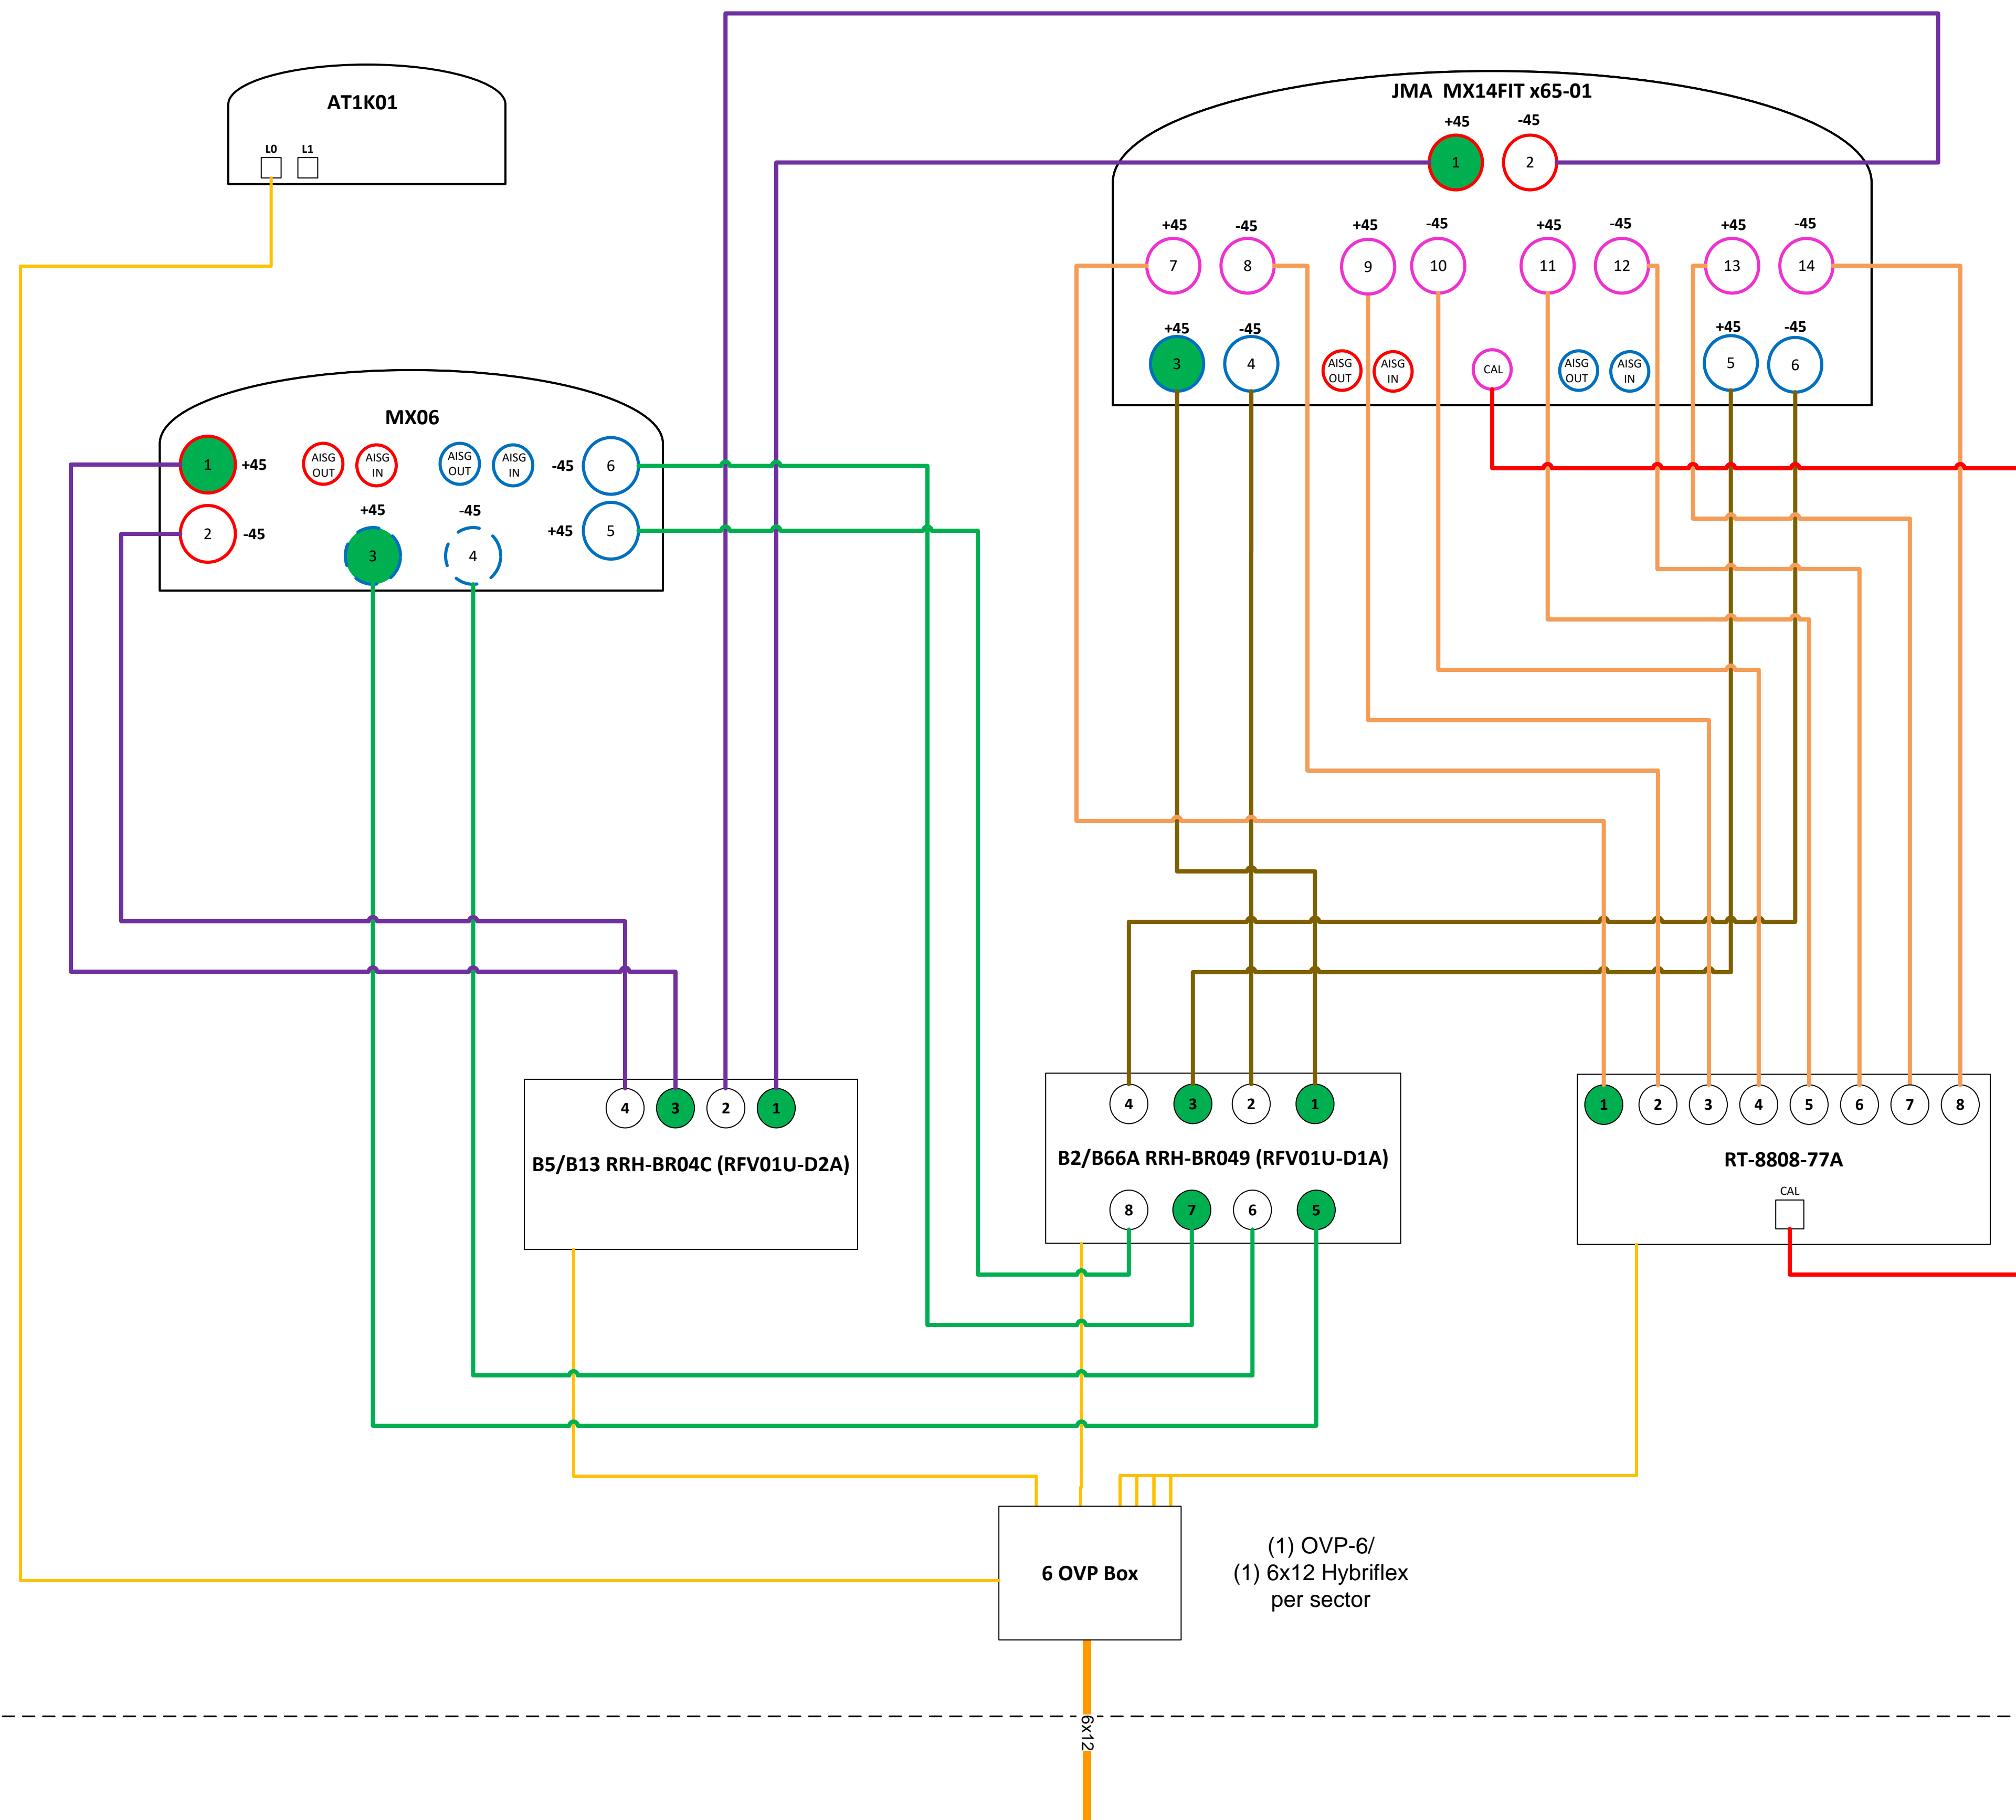 AT1K01
L0 L1
JMA MX14FIT x65-01
+45 -45
1 2
+45 -45 +45 -45 +45 -45 +45 -45
7 8 9 10 11 12 13 14
+45 -45 +45 -45
3 4 AISG OUT AISG IN CAL AISG OUT AISG IN 5 6
MX06
1 +45 AISG OUT AISG IN AISG OUT AISG IN -45 6
+45 -45
2 -45 +45 5
3 4
4 3 2 1
B5/B13 RRH-BR04C (RFV01U-D2A)
4 3 2 1
B2/B66A RRH-BR049 (RFV01U-D1A)
8 7 6 5
1 2 3 4 5 6 7 8
RT-8808-77A
CAL
6 OVP Box
(1) OVP-6/
(1) 6x12 Hybriflex
per sector
6x12